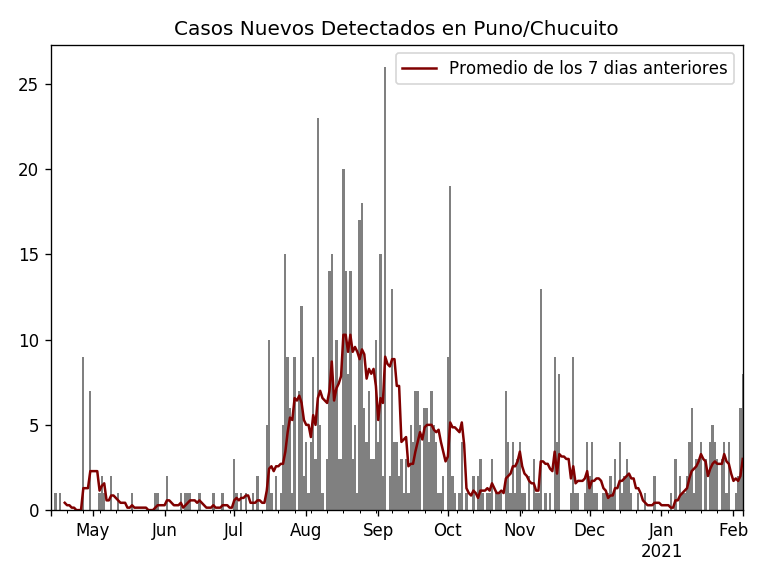 Casos Nuevos Detectados en Puno/Chucuito
Promedio de los 7 dias anteriores
25
20
15
10
5
0
May Jun Jul Aug Sep Oct Nov Dec Jan Feb
2021